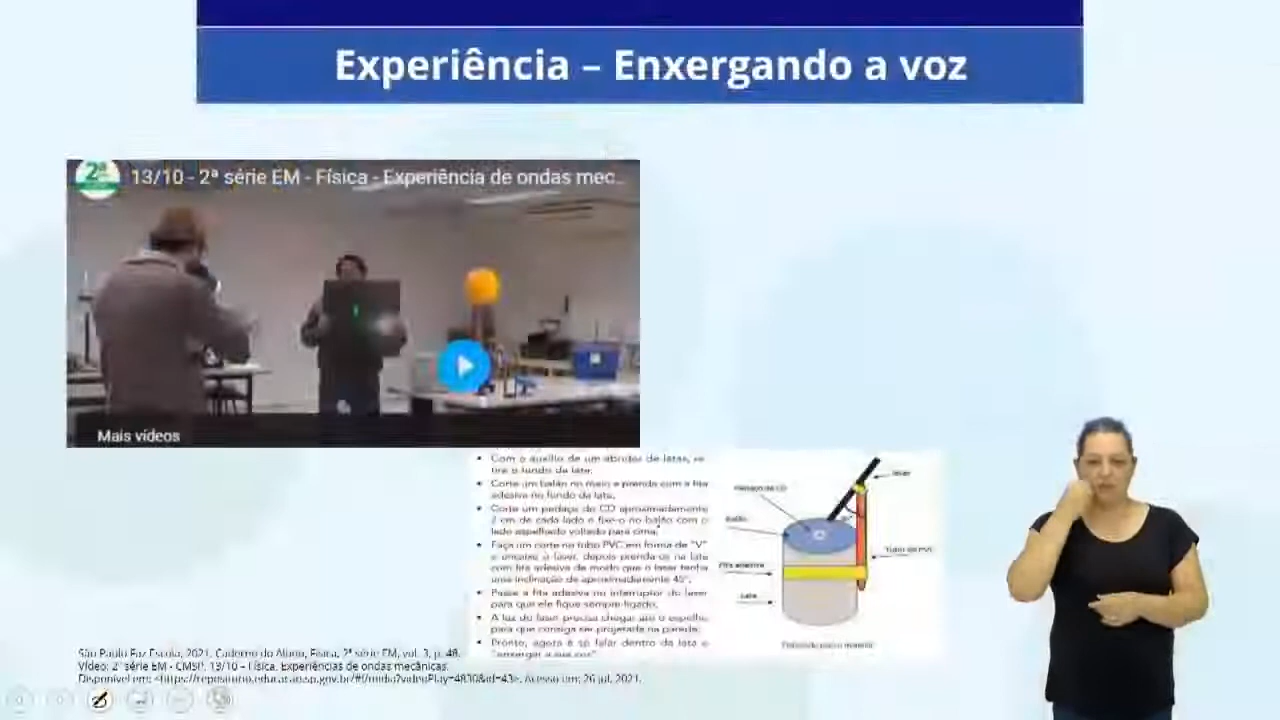 Experiência – Enxergando a voz
2ª
13/10 - 2ª série EM - Física - Experiência de ondas mec...
Mais vídeos
• Com o auxílio de um abridor de latas, re-
tire o fundo da lata.
• Corte um balão no meio e prenda com a fita
adesiva no fundo da lata.
• Corte um pedaço do CD aproximadamente
2 cm de cada lado e fixe-o no balão com o
lado espelhado voltado para cima.
• Faça um corte no tubo PVC em forma de "V"
e encaixe o laser, depois prenda-os na lata
com fita adesiva de modo que o laser tenha
uma inclinação de aproximadamente 45°.
• Passe a fita adesiva no interruptor do laser
para que ele fique sempre ligado.
• A luz do laser precisa chegar até o espelho
para que consiga ser projetada na parede.
• Pronto, agora é só falar dentro da lata e
"enxergar a sua voz".
laser
Pedaço de CD
Balão
Tubo de PVC
Fita adesiva
Lata
São Paulo Faz Escola, 2021. Caderno do Aluno, Física, 2ª série EM, vol. 3, p. 48.
Vídeo: 2ª série EM - CMSP. 13/10 – Física. Experiências de ondas mecânicas.
Acesso em: 26 jul. 2021.